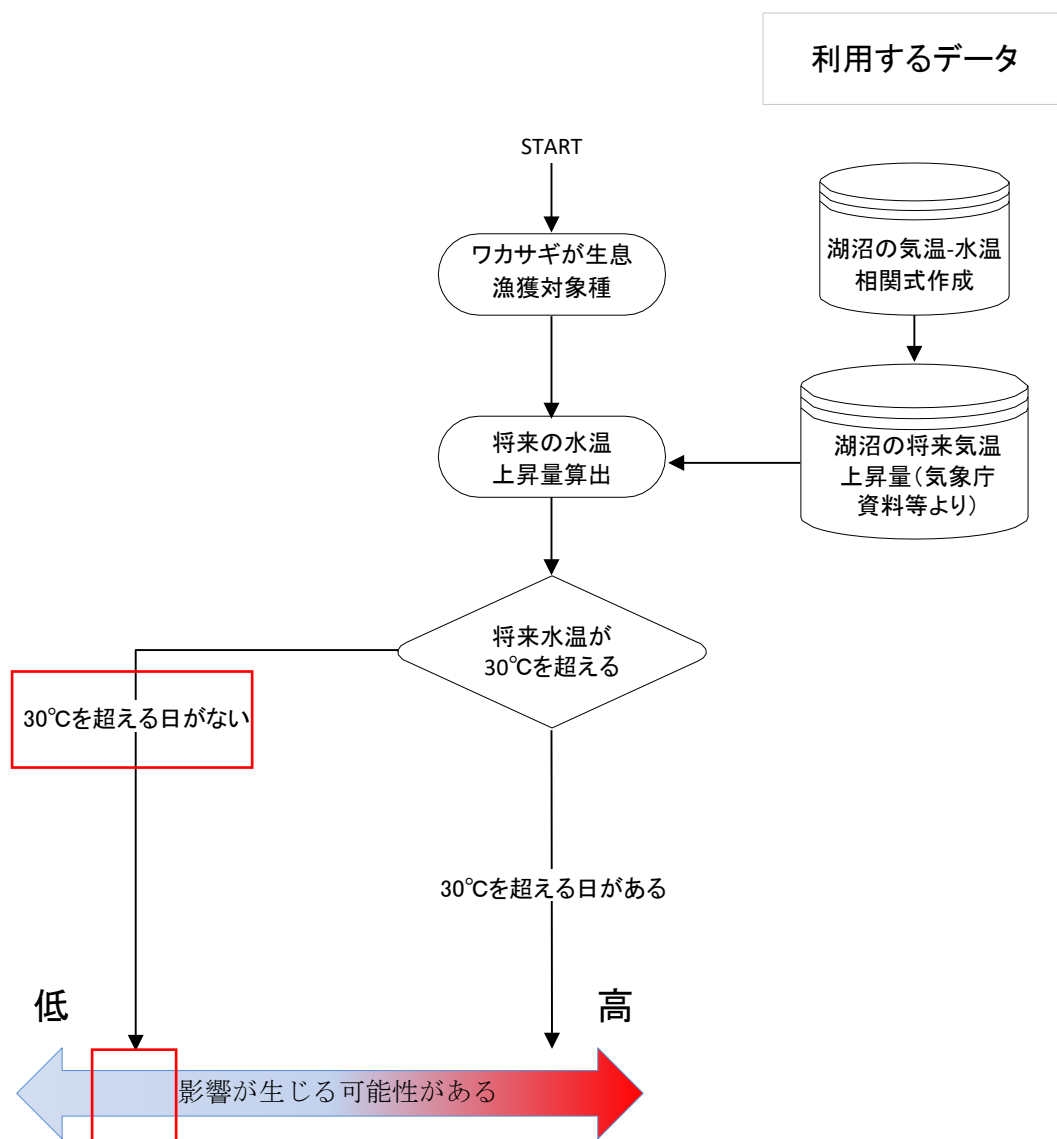 利用するデータ
START
ワカサギが生息
漁獲対象種
湖沼の気温-水温
相関式作成
将来の水温
上昇量算出
湖沼の将来気温
上昇量（気象庁
資料等より）
将来水温が
30℃を超える
30℃を超える日がない
30℃を超える日がある
低
高
影響が生じる可能性がある